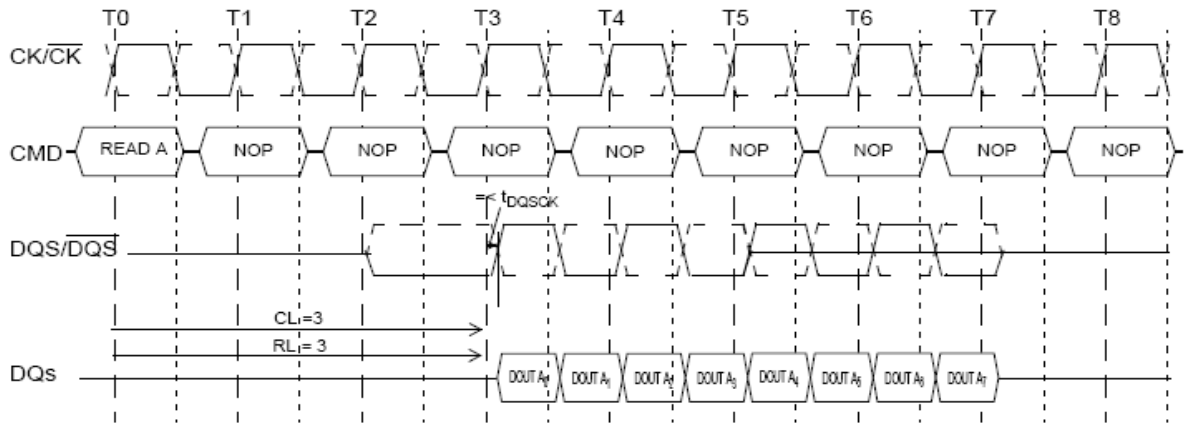 T0 T1 T2 T3 T4 T5 T6 T7 T8
CK/C̅K̅
CMD READ A NOP NOP NOP NOP NOP NOP NOP NOP
=< tDQSCK
DQS/D̅Q̅S̅
CL =3
RL = 3
DQs DOUT A0 DOUT A1 DOUT A2 DOUT A3 DOUT A4 DOUT A5 DOUT A6 DOUT A7